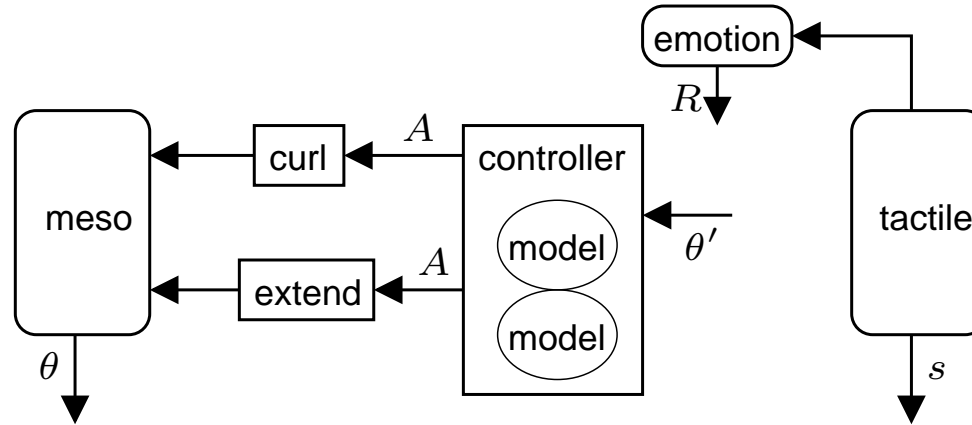 emotion
R
A
curl
controller
meso
model
θ′
tactile
A
extend
model
θ
s